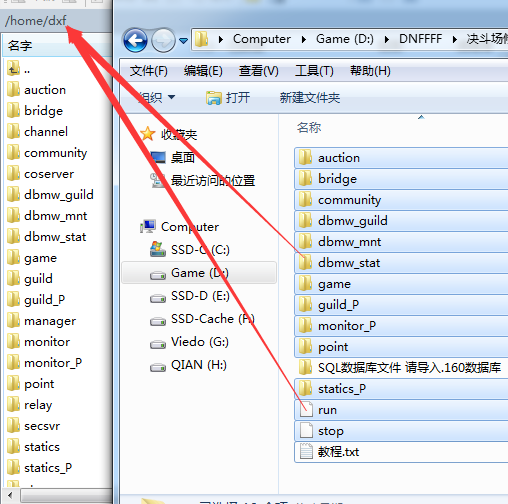 /home/dxf
名字
..
auction
bridge
channel
community
coserver
dbmw_guild
dbmw_mnt
dbmw_stat
game
guild
guild_P
manager
monitor
monitor_P
point
relay
secsvr
statics
statics_P
Computer
Game (D:)
DNFFFF
决斗场
文件(F)
编辑(E)
查看(V)
工具(T)
帮助(H)
组织
打开
新建文件夹
收藏夹
桌面
最近访问的位置
Computer
SSD-C (C:)
Game (D:)
SSD-D (E:)
SSD-Cache (F:)
Viedo (G:)
QIAN (H:)
名称
auction
bridge
community
dbmw_guild
dbmw_mnt
dbmw_stat
game
guild_P
monitor_P
point
SQL数据库文件 请导入.160数据库
statics_P
run
stop
教程.txt